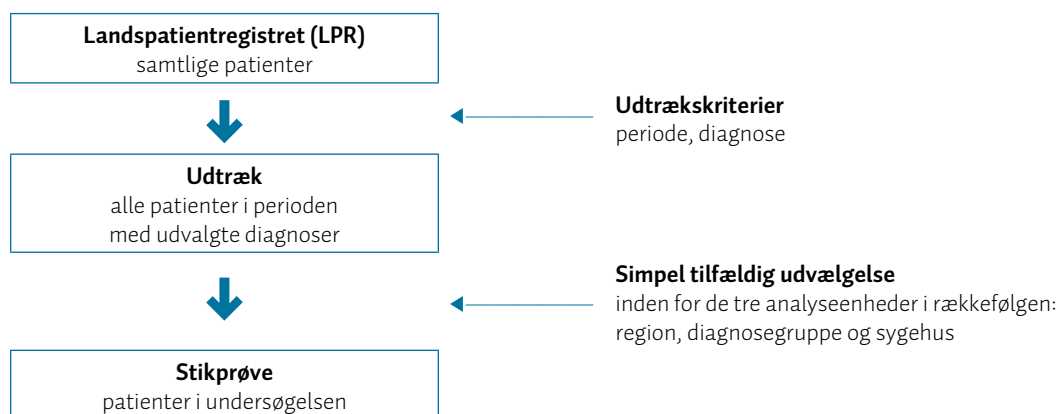 Landspatientregistret (LPR)
samtlige patienter
Udtrækskriterier
periode, diagnose
Udtræk
alle patienter i perioden
med udvalgte diagnoser
Simpel tilfældig udvælgelse
inden for de tre analyseenheder i rækkefølgen:
region, diagnosegruppe og sygehus
Stikprøve
patienter i undersøgelsen